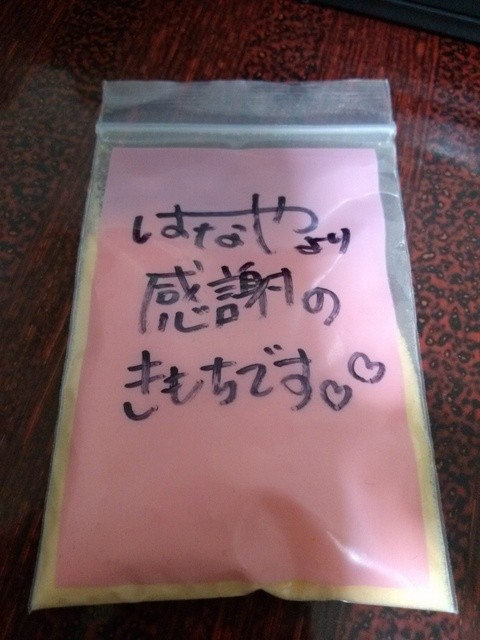 はなやより
感謝の
きもちです。♡♡